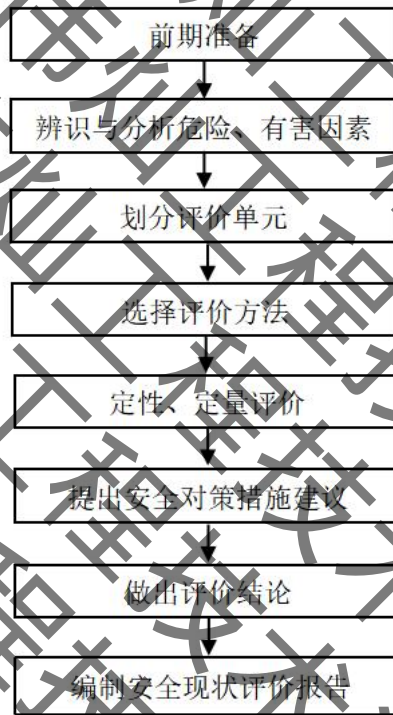 前期准备
辨识与分析危险、有害因素
划分评价单元
选择评价方法
定性、定量评价
提出安全对策措施建议
做出评价结论
编制安全现状评价报告